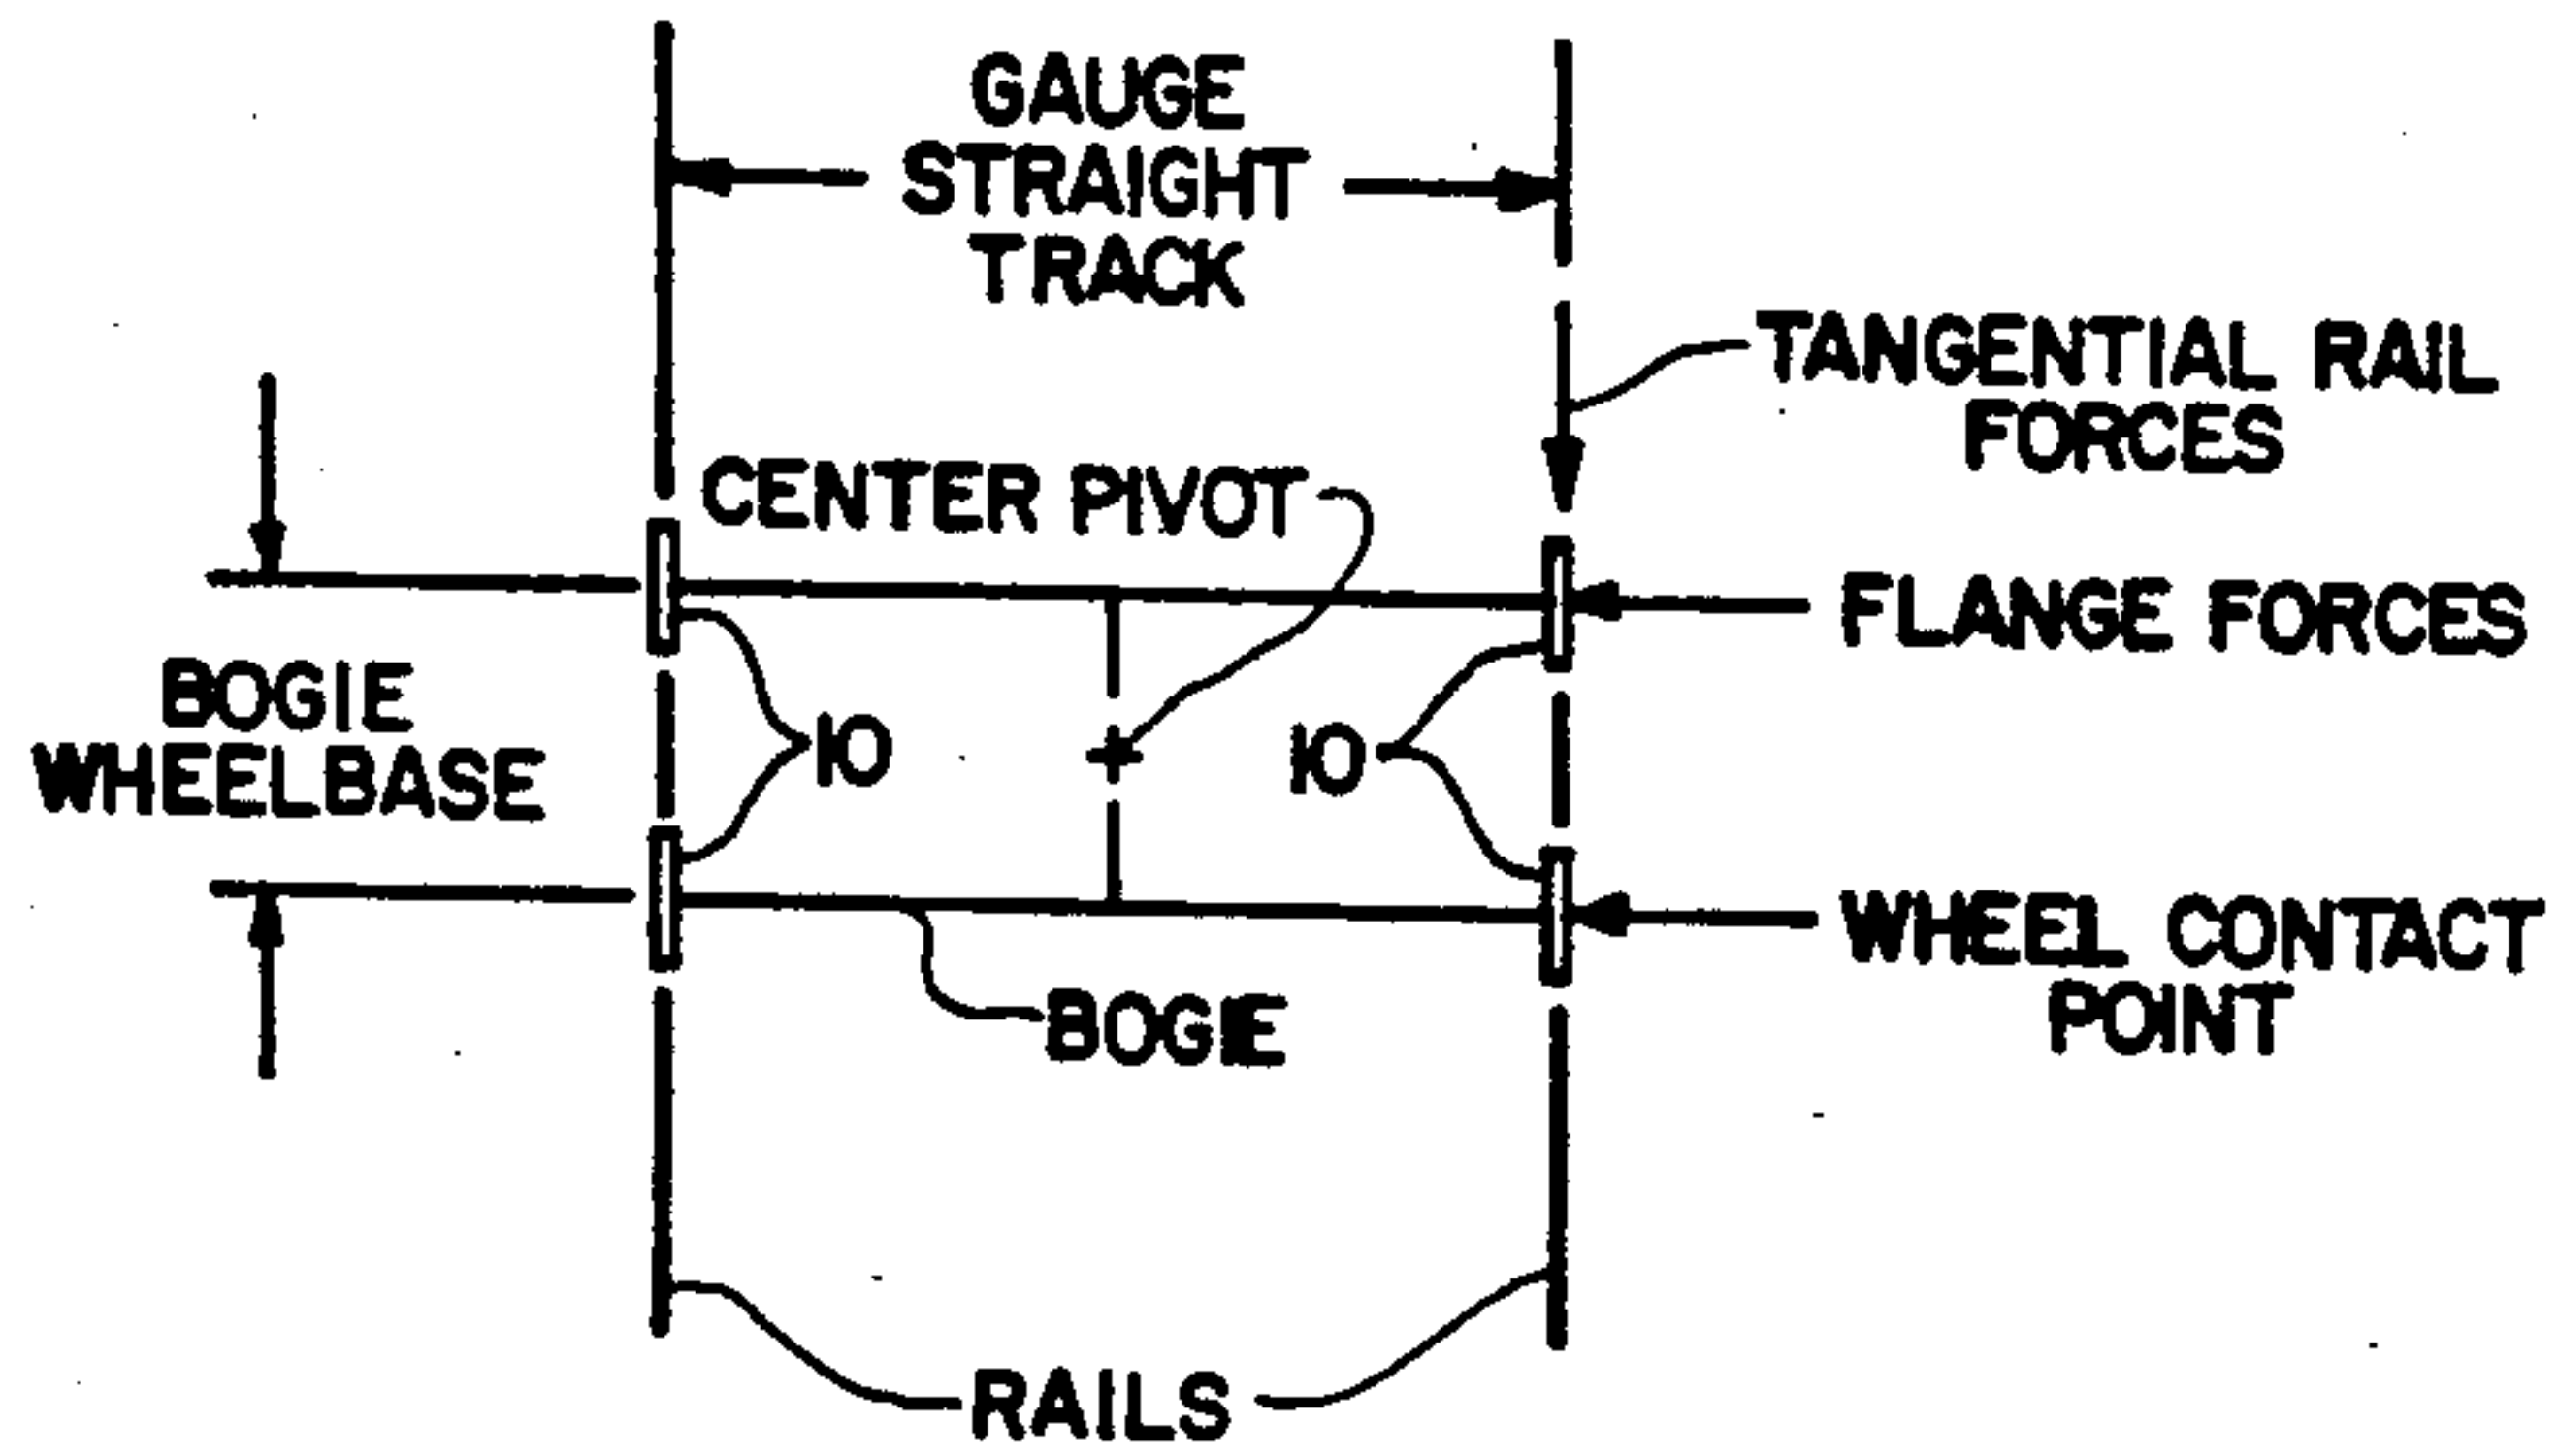 GAUGE
STRAIGHT
TRACK
TANGENTIAL RAIL
FORCES
CENTER PIVOT
FLANGE FORCES
BOGIE
WHEELBASE
10
10
WHEEL CONTACT
POINT
BOGIE
RAILS